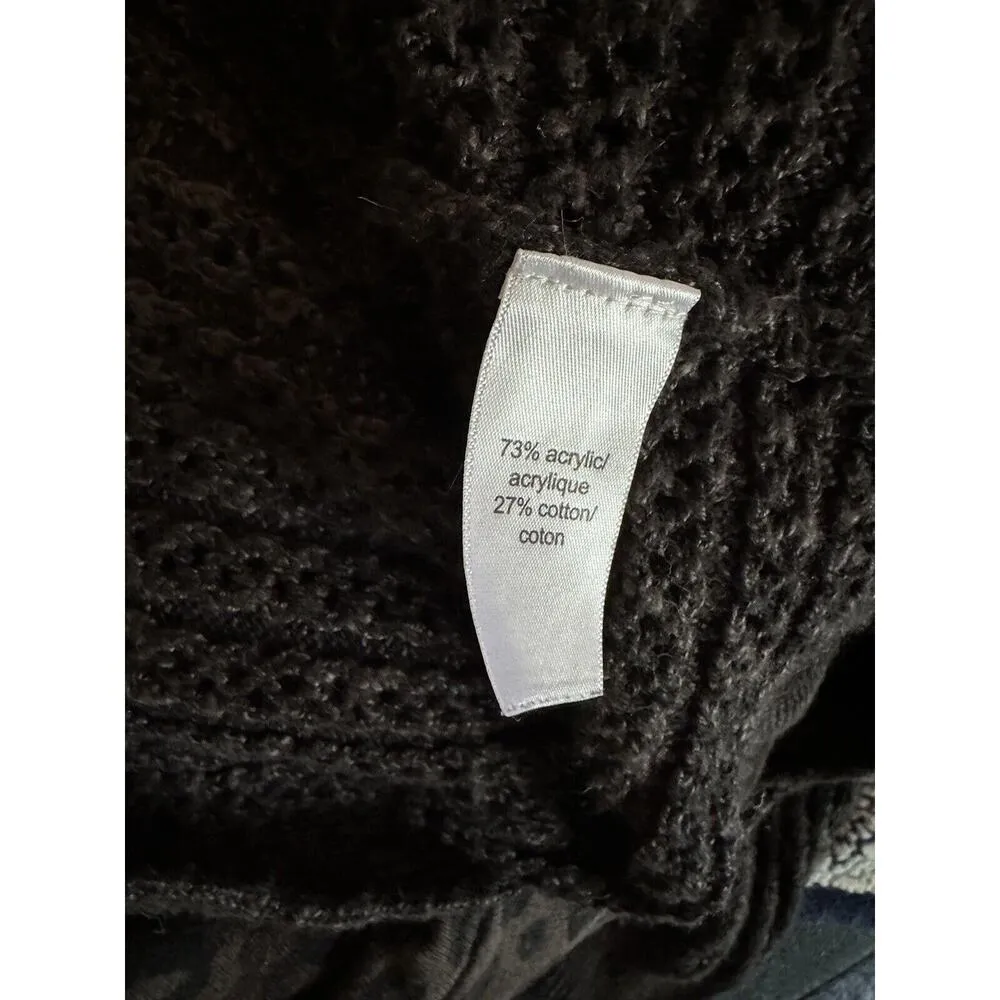 73% acrylic/
acrylique
27% cotton/
coton